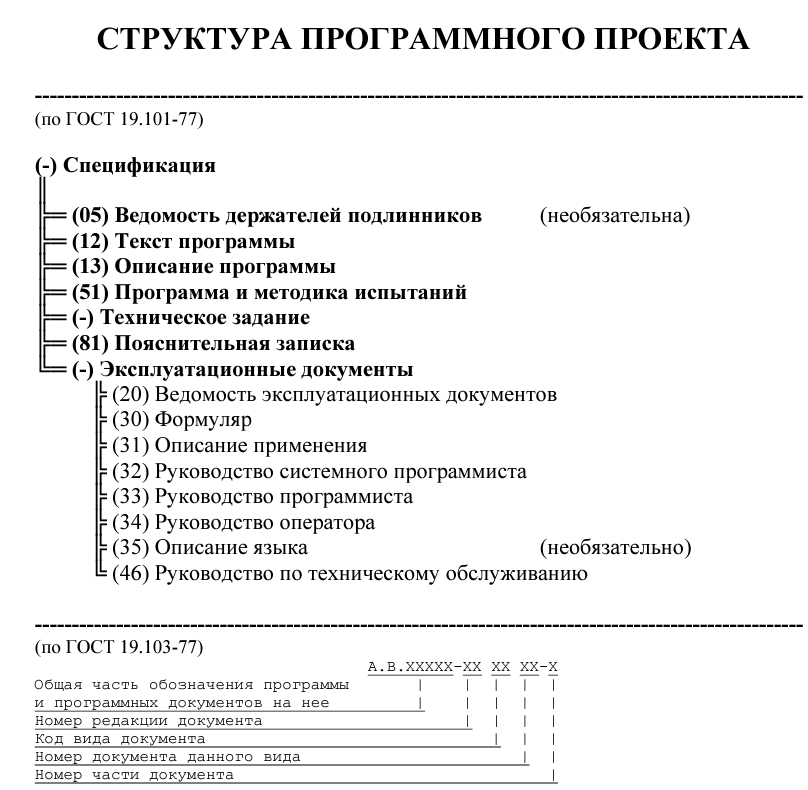 СТРУКТУРА ПРОГРАММНОГО ПРОЕКТА
(по ГОСТ 19.101-77)
(-) Спецификация
(05) Ведомость держателей подлинников (необязательна)
(12) Текст программы
(13) Описание программы
(51) Программа и методика испытаний
(-) Техническое задание
(81) Пояснительная записка
(-) Эксплуатационные документы
(20) Ведомость эксплуатационных документов
(30) Формуляр
(31) Описание применения
(32) Руководство системного программиста
(33) Руководство программиста
(34) Руководство оператора
(35) Описание языка (необязательно)
(46) Руководство по техническому обслуживанию
(по ГОСТ 19.103-77)
А.В.XXXXX-XX XX XX-X
Общая часть обозначения программы
и программных документов на нее
Номер редакции документа
Код вида документа
Номер документа данного вида
Номер части документа